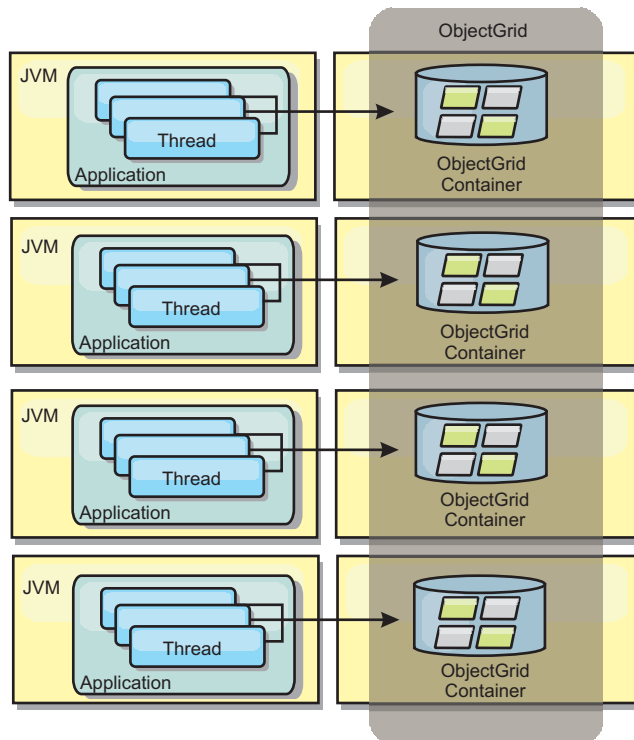 ObjectGrid
JVM
Thread
Application
ObjectGrid
Container
JVM
Thread
Application
ObjectGrid
Container
JVM
Thread
Application
ObjectGrid
Container
JVM
Thread
Application
ObjectGrid
Container